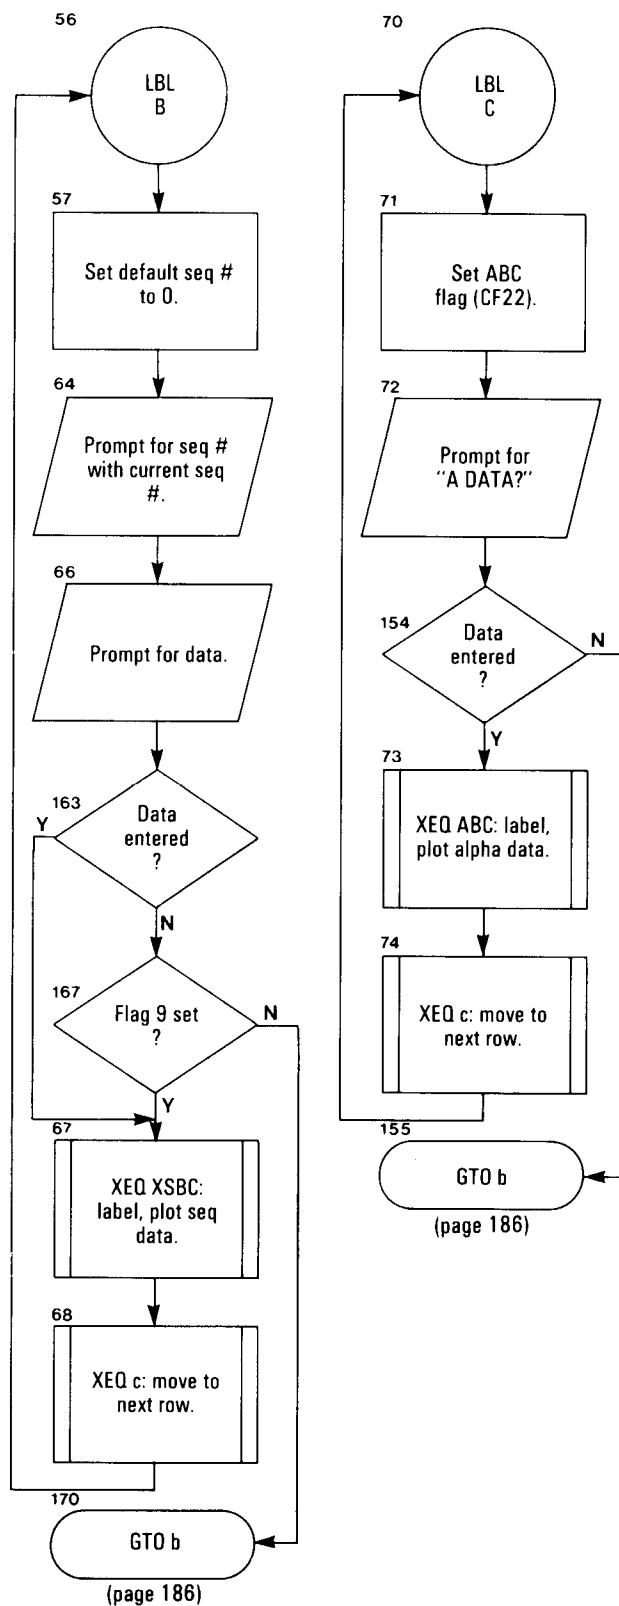 56
LBL
B
57
Set default seq #
to 0.
64
Prompt for seq #
with current seq
#.
66
Prompt for data.
163
Y
Data
entered
?
N
167
Flag 9 set
?
N
Y
67
XEQ XSBC:
label, plot seq
data.
68
XEQ c: move to
next row.
170
GTO b
(page 186)
70
LBL
C
71
Set ABC
flag (CF22).
72
Prompt for
"A DATA?"
154
Data
entered
?
N
Y
73
XEQ ABC: label,
plot alpha data.
74
XEQ c: move to
next row.
155
GTO b
(page 186)